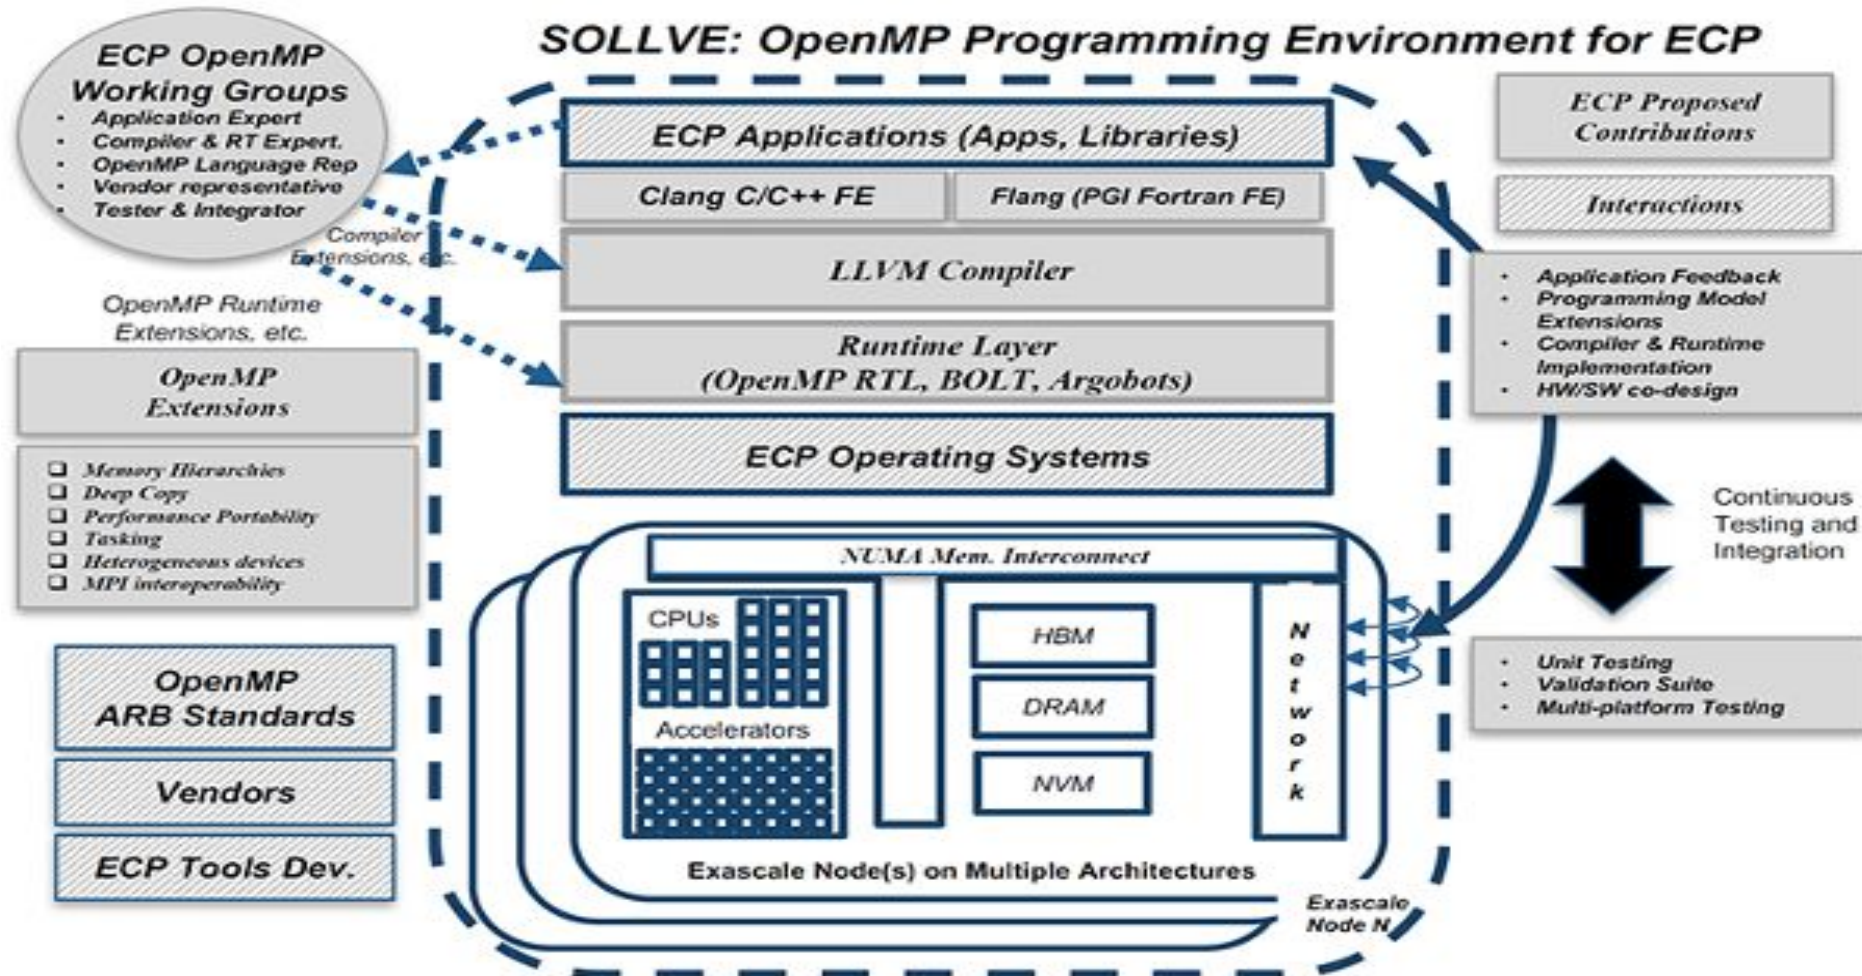 SOLLVE: OpenMP Programming Environment for ECP
ECP OpenMP
Working Groups
• Application Expert
• Compiler & RT Expert.
• OpenMP Language Rep
• Vendor representative
• Tester & Integrator
Compiler
Extensions, etc.
OpenMP Runtime
Extensions, etc.
OpenMP
Extensions
❑ Memory Hierarchies
❑ Deep Copy
❑ Performance Portability
❑ Tasking
❑ Heterogeneous devices
❑ MPI interoperability
OpenMP
ARB Standards
Vendors
ECP Tools Dev.
ECP Applications (Apps, Libraries)
Clang C/C++ FE
Flang (PGI Fortran FE)
LLVM Compiler
Runtime Layer
(OpenMP RTL, BOLT, Argobots)
ECP Operating Systems
NUMA Mem. Interconnect
CPUs
Accelerators
HBM
DRAM
NVM
Network
Exascale Node(s) on Multiple Architectures
Exascale
Node N
ECP Proposed
Contributions
Interactions
• Application Feedback
• Programming Model
Extensions
• Compiler & Runtime
Implementation
• HW/SW co-design
Continuous
Testing and
Integration
• Unit Testing
• Validation Suite
• Multi-platform Testing